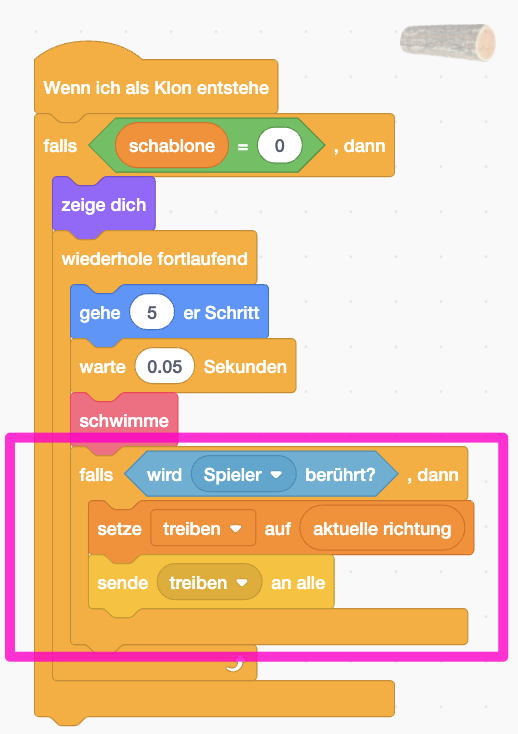 Wenn ich als Klon entstehe
falls schablone = 0 , dann
zeige dich
wiederhole fortlaufend
gehe 5 er Schritt
warte 0.05 Sekunden
schwimme
falls wird Spieler berührt? , dann
setze treiben auf aktuelle richtung
sende treiben an alle